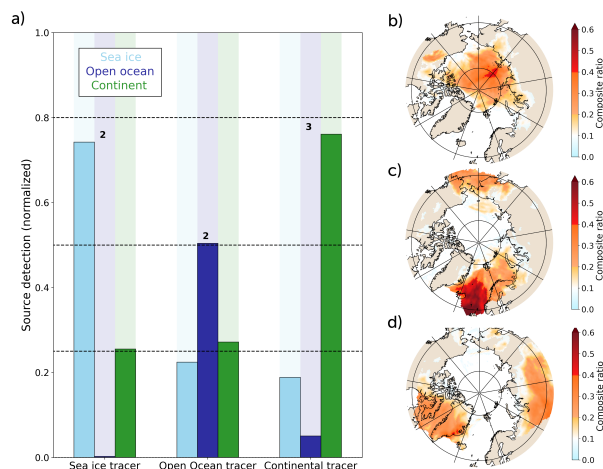 a)
Source detection (normalized)
1.0
0.8
0.6
0.4
0.2
0.0
Sea ice
Open ocean
Continent
2
2
3
Sea ice tracer
Open Ocean tracer
Continental tracer
b)
0.6
0.5
0.4
0.3
0.2
0.1
0.0
Composite ratio
c)
0.6
0.5
0.4
0.3
0.2
0.1
0.0
Composite ratio
d)
0.6
0.5
0.4
0.3
0.2
0.1
0.0
Composite ratio